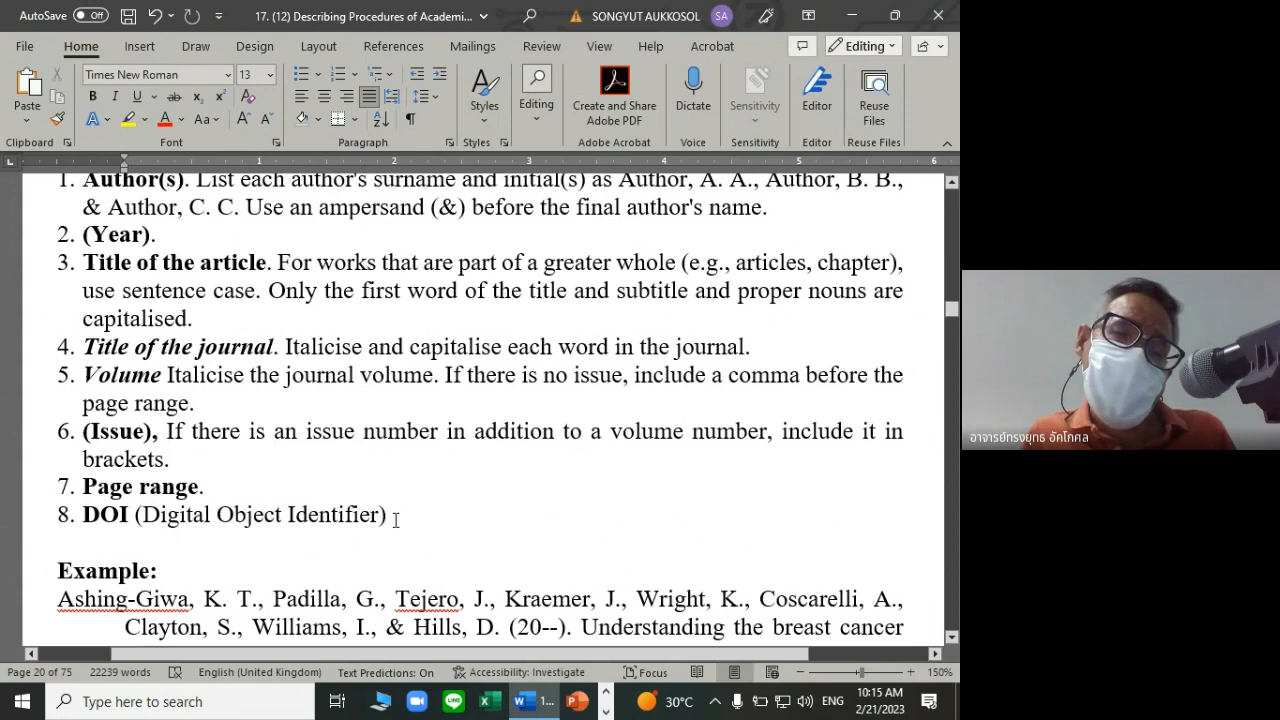 AutoSave Off 17. (12) Describing Procedures of Academi... SONGYUT AUKKOSOL SA
File Home Insert Draw Design Layout References Mailings Review View Help Acrobat Editing
Times New Roman 13
Paste B I U ab x₂ x² A Aa A A Styles Editing Create and Share Adobe PDF Dictate Sensitivity Editor Reuse Files
Clipboard Font Paragraph Styles Adobe Acrobat Voice Sensitivity Editor Reuse Files
1 2 3 4 5 6
1. Author(s). List each author's surname and initial(s) as Author, A. A., Author, B. B.,
& Author, C. C. Use an ampersand (&) before the final author's name.
2. (Year).
3. Title of the article. For works that are part of a greater whole (e.g., articles, chapter),
use sentence case. Only the first word of the title and subtitle and proper nouns are
capitalised.
4. Title of the journal. Italicise and capitalise each word in the journal.
5. Volume Italicise the journal volume. If there is no issue, include a comma before the
page range.
6. (Issue), If there is an issue number in addition to a volume number, include it in
brackets.
7. Page range.
8. DOI (Digital Object Identifier)
Example:
Ashing-Giwa, K. T., Padilla, G., Tejero, J., Kraemer, J., Wright, K., Coscarelli, A.,
Clayton, S., Williams, I., & Hills, D. (20--). Understanding the breast cancer
อาจารย์ทรงยุทธ อัคโกศล
Page 20 of 75 22239 words English (United Kingdom) Text Predictions: On Accessibility: Investigate Focus 150%
Type here to search 1... 30°C ENG 10:15 AM
2/21/2023